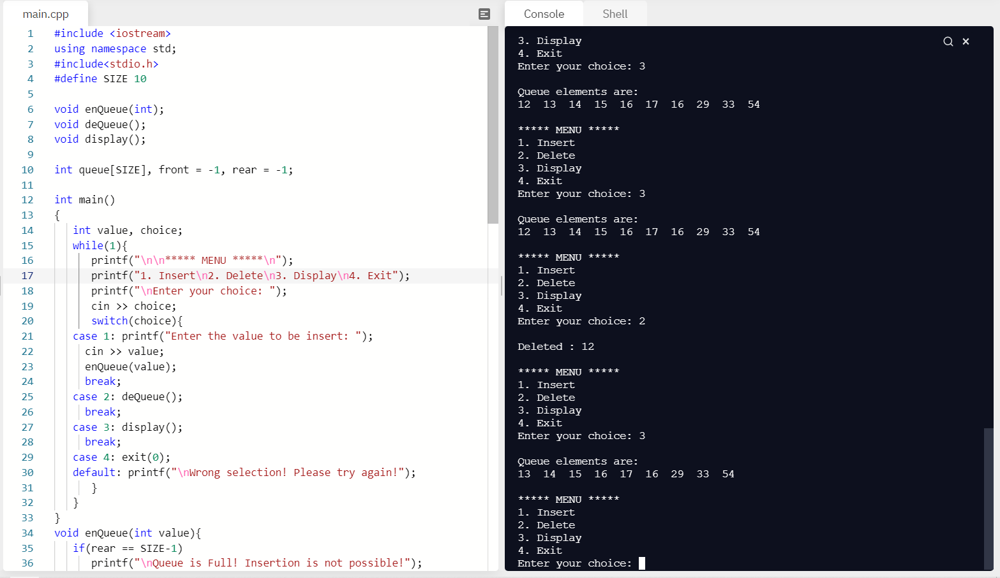 main.cpp
1 #include <iostream>
2 using namespace std;
3 #include<stdio.h>
4 #define SIZE 10
5
6 void enQueue(int);
7 void deQueue();
8 void display();
9
10 int queue[SIZE], front = -1, rear = -1;
11
12 int main()
13 {
14 int value, choice;
15 while(1){
16 printf("\n\n***** MENU *****\n");
17 printf("1. Insert\n2. Delete\n3. Display\n4. Exit");
18 printf("\nEnter your choice: ");
19 cin >> choice;
20 switch(choice){
21 case 1: printf("Enter the value to be insert: ");
22 cin >> value;
23 enQueue(value);
24 break;
25 case 2: deQueue();
26 break;
27 case 3: display();
28 break;
29 case 4: exit(0);
30 default: printf("\nWrong selection! Please try again!");
31 }
32 }
33 }
34 void enQueue(int value){
35 if(rear == SIZE-1)
36 printf("\nQueue is Full! Insertion is not possible!");
Console Shell
3. Display
4. Exit
Enter your choice: 3
Queue elements are:
12 13 14 15 16 17 16 29 33 54
***** MENU *****
1. Insert
2. Delete
3. Display
4. Exit
Enter your choice: 3
Queue elements are:
12 13 14 15 16 17 16 29 33 54
***** MENU *****
1. Insert
2. Delete
3. Display
4. Exit
Enter your choice: 2
Deleted : 12
***** MENU *****
1. Insert
2. Delete
3. Display
4. Exit
Enter your choice: 3
Queue elements are:
13 14 15 16 17 16 29 33 54
***** MENU *****
1. Insert
2. Delete
3. Display
4. Exit
Enter your choice: